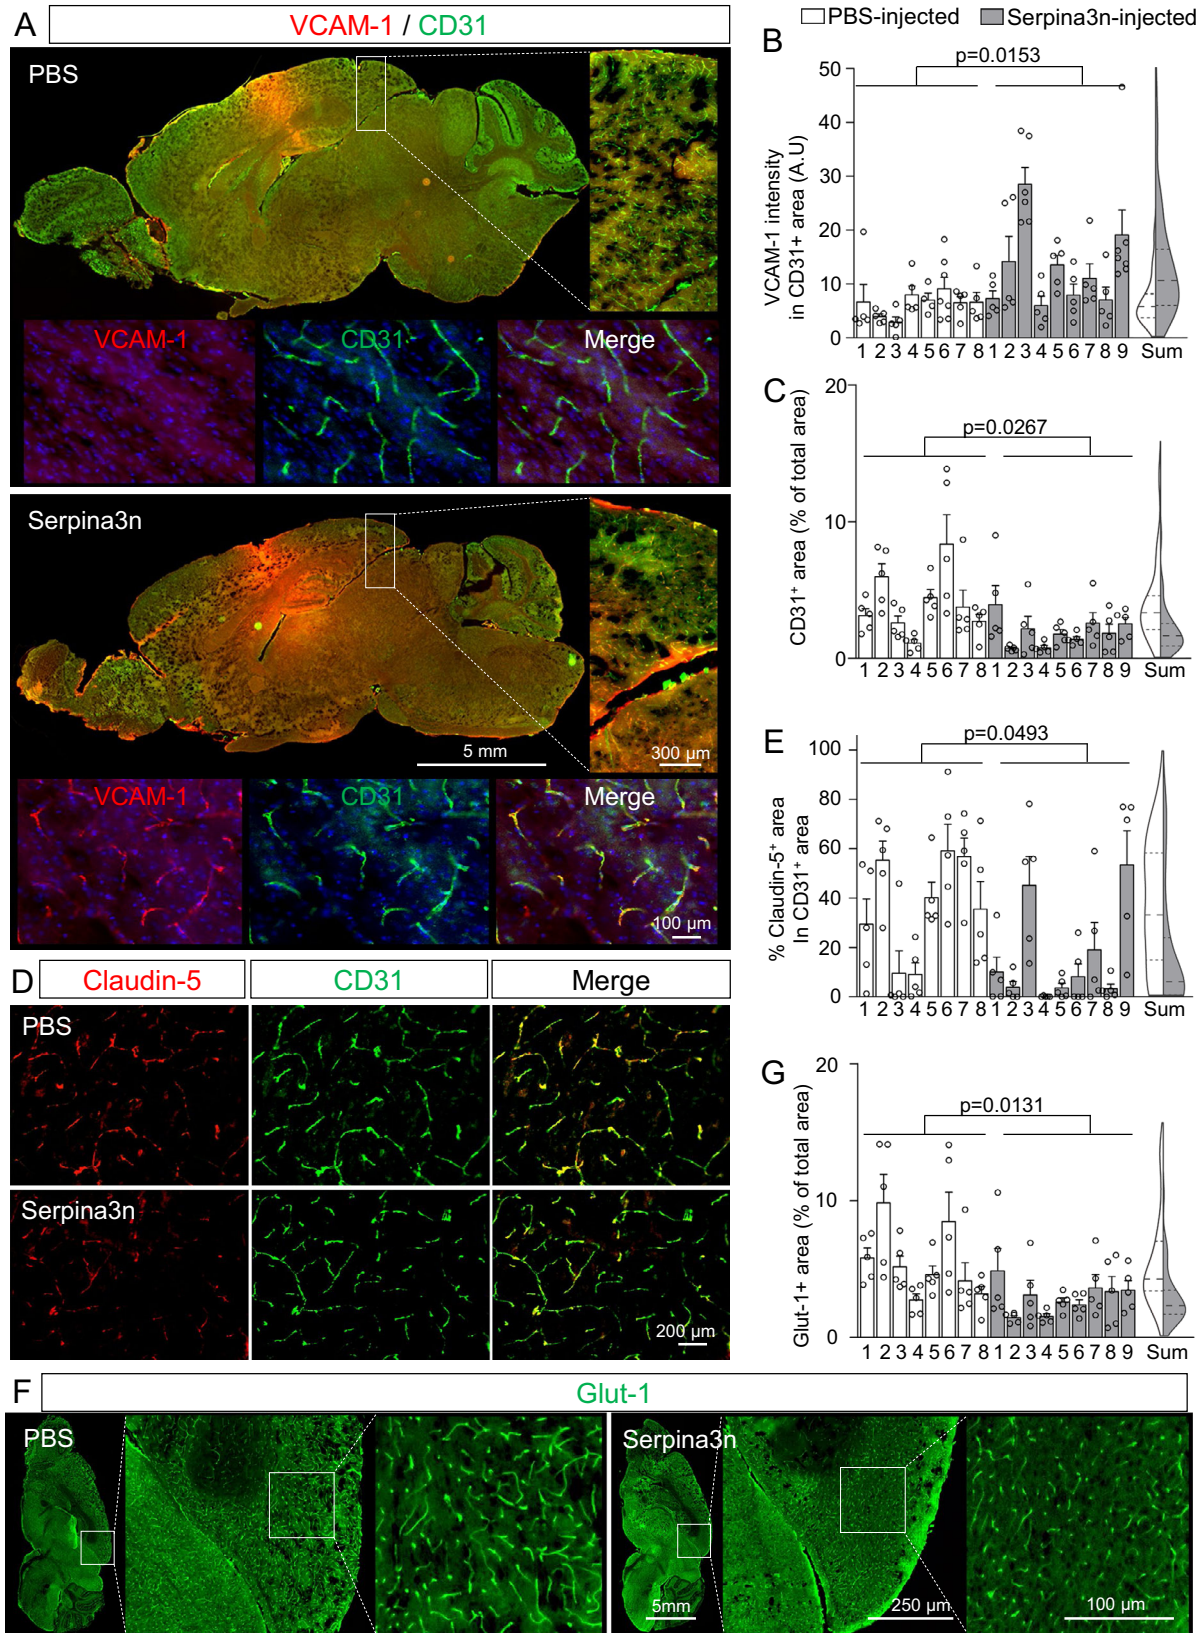 A
VCAM-1 / CD31
PBS
VCAM-1
CD31
Merge
Serpina3n
5 mm
300 µm
VCAM-1
CD31
Merge
100 µm
PBS-injected
Serpina3n-injected
B
p=0.0153
VCAM-1 intensity
in CD31+ area (A.U)
50
40
30
20
10
0
1 2 3 4 5 6 7 8 1 2 3 4 5 6 7 8 9 Sum
C
p=0.0267
CD31⁺ area (% of total area)
20
10
0
1 2 3 4 5 6 7 8 1 2 3 4 5 6 7 8 9 Sum
D
Claudin-5
CD31
Merge
PBS
Serpina3n
200 µm
E
p=0.0493
% Claudin-5⁺ area
In CD31⁺ area
100
80
60
40
20
0
1 2 3 4 5 6 7 8 1 2 3 4 5 6 7 8 9 Sum
G
p=0.0131
Glut-1+ area (% of total area)
20
10
0
1 2 3 4 5 6 7 8 1 2 3 4 5 6 7 8 9 Sum
F
Glut-1
PBS
Serpina3n
5mm
250 µm
100 µm